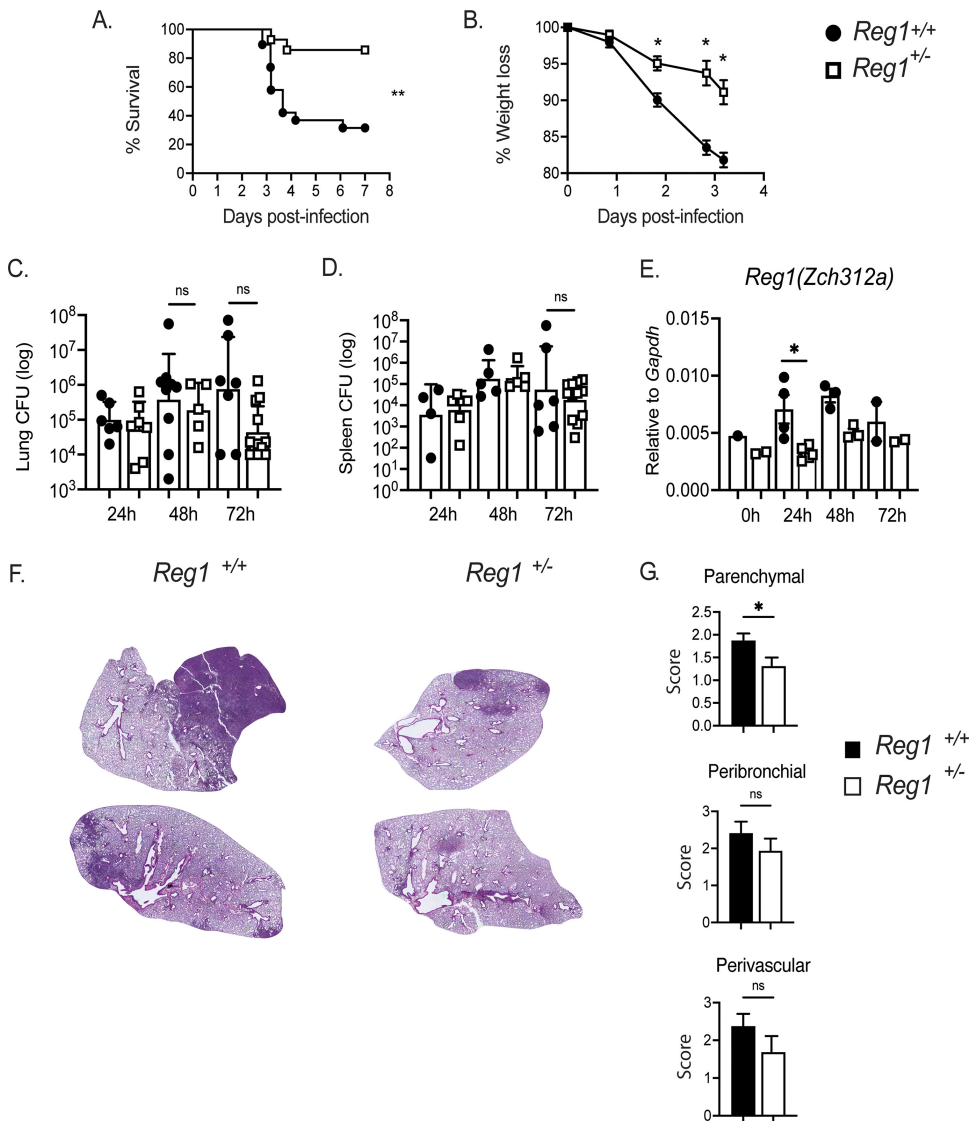 A.
100
80
60
40
20
0
% Survival
**
0 1 2 3 4 5 6 7 8
Days post-infection
B.
100
95
90
85
80
% Weight loss
* * *
0 1 2 3 4
Days post-infection
Reg1+/+
Reg1+/-
C.
ns ns
10^8
10^7
10^6
10^5
10^4
10^3
Lung CFU (log)
24h 48h 72h
D.
ns
10^8
10^7
10^6
10^5
10^4
10^3
10^2
10^1
10^0
Spleen CFU (log)
24h 48h 72h
E.
Reg1(Zch312a)
0.015
0.010
0.005
0.000
Relative to Gapdh
*
0h 24h 48h 72h
F.
Reg1 +/+
Reg1 +/-
G.
Parenchymal
*
2.5
2.0
1.5
1.0
0.5
0.0
Score
Peribronchial
ns
3
2
1
0
Score
Perivascular
ns
3
2
1
0
Score
Reg1 +/+
Reg1 +/-